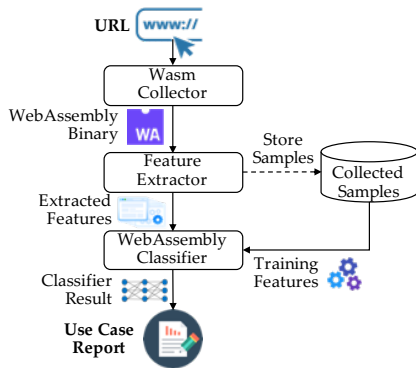 URL
www://
Wasm
Collector
WebAssembly
Binary
WA
Feature
Extractor
Store
Samples
Collected
Samples
Extracted
Features
WebAssembly
Classifier
Training
Features
Classifier
Result
Use Case
Report